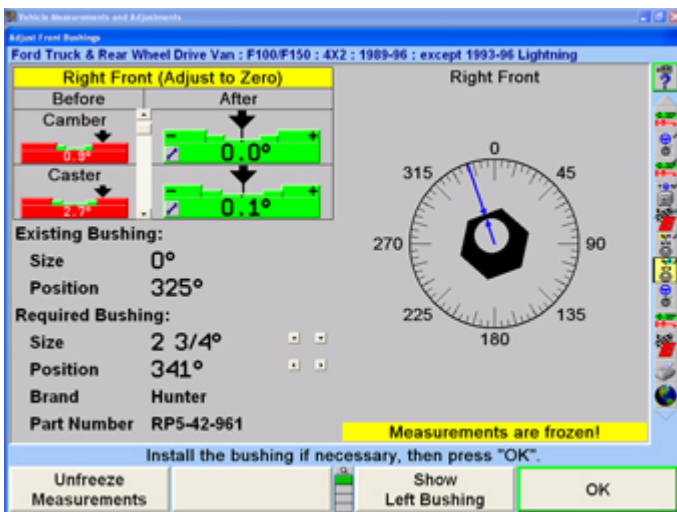 Vehicle Measurements and Adjustments
Adjust Front Bushings
Ford Truck & Rear Wheel Drive Van : F100/F150 : 4X2 : 1989-96 : except 1993-96 Lightning
Right Front (Adjust to Zero)
Before After
Camber
0.9° 0.0°
Caster
2.7° 0.1°
Existing Bushing:
Size 0°
Position 325°
Required Bushing:
Size 2 3/4°
Position 341°
Brand Hunter
Part Number RP5-42-961
Right Front
0
45
90
135
180
225
270
315
Measurements are frozen!
Install the bushing if necessary, then press "OK".
Unfreeze
Measurements
Show
Left Bushing
OK